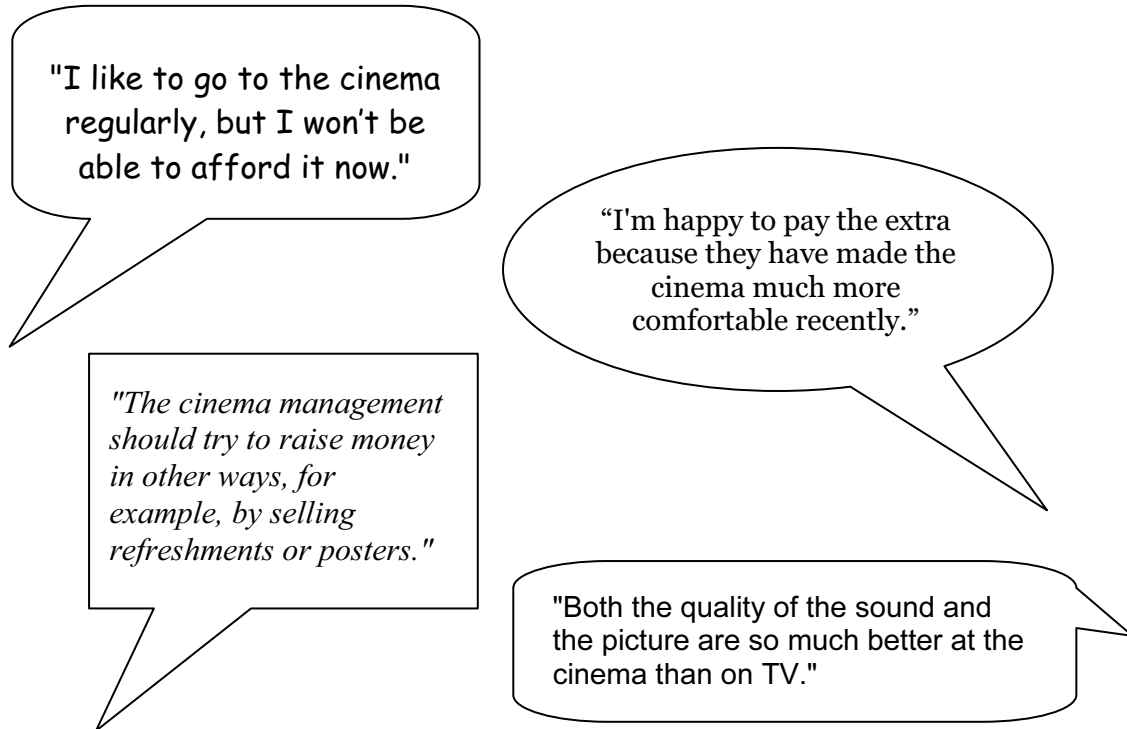 "I like to go to the cinema
regularly, but I won't be
able to afford it now."
“I'm happy to pay the extra
because they have made the
cinema much more
comfortable recently.”
"The cinema management
should try to raise money
in other ways, for
example, by selling
refreshments or posters."
"Both the quality of the sound and
the picture are so much better at the
cinema than on TV."